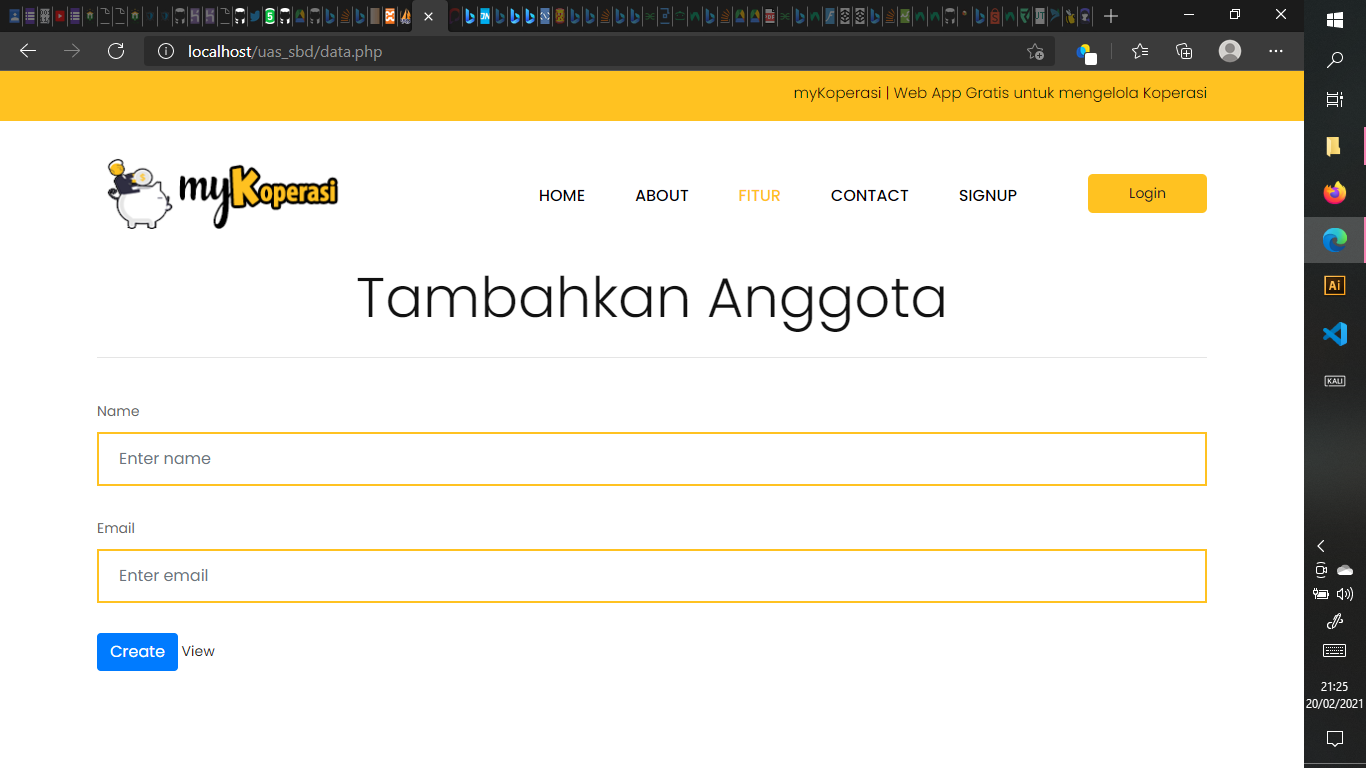 localhost/uas_sbd/data.php
myKoperasi | Web App Gratis untuk mengelola Koperasi
myKoperasi
HOME ABOUT FITUR CONTACT SIGNUP Login
Tambahkan Anggota
Name
Enter name
Email
Enter email
Create View
Ai
KALI
21:25
20/02/2021